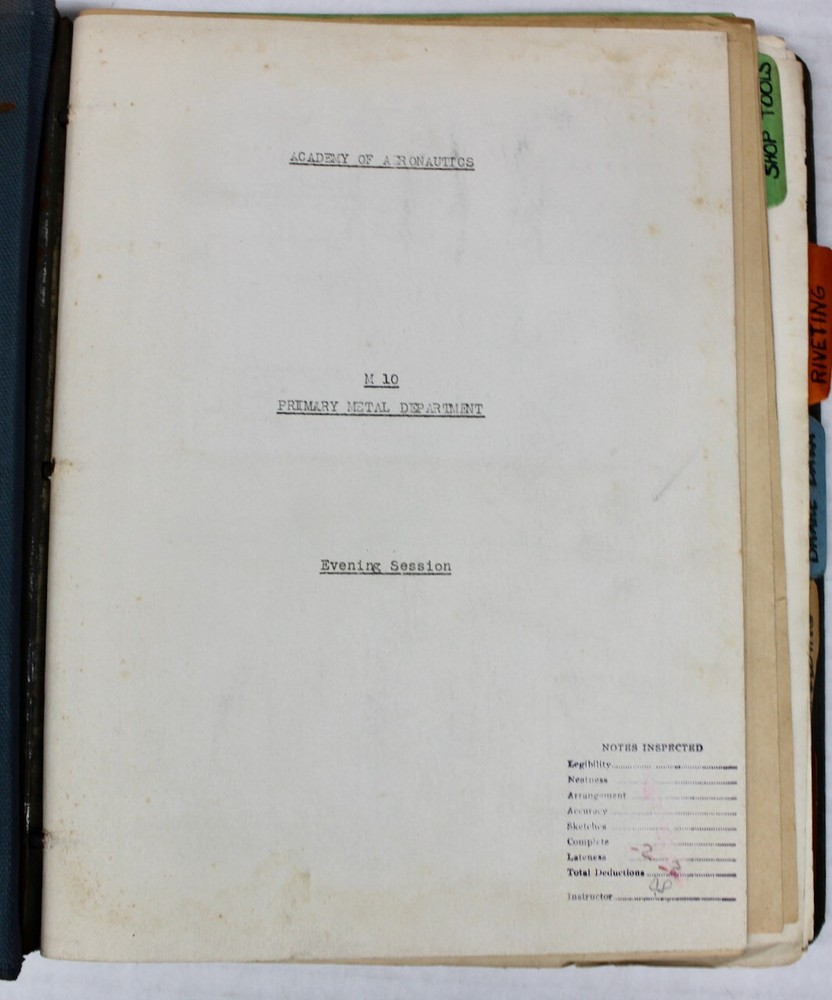 ACADEMY OF AERONAUTICS
M 10
PRIMARY METAL DEPARTMENT
Evening Session
NOTES INSPECTED
Legibility
Neatness
Arrangement
Accuracy
Sketches
Complete
Lateness -2
Total Deductions -2
Instructor
SHOP TOOLS
RIVETING